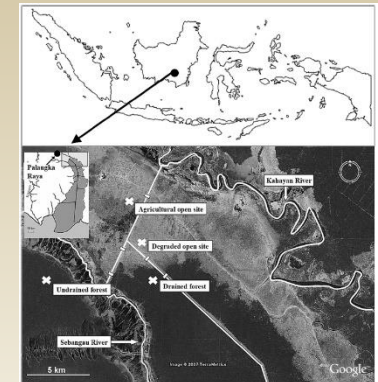 Palangka
Raya
Kahayan River
Agricultural open site
Degraded open site
Undrained forest
Drained forest
Sebangau River
5 km
Image © 2017 TerraMetrics
Google